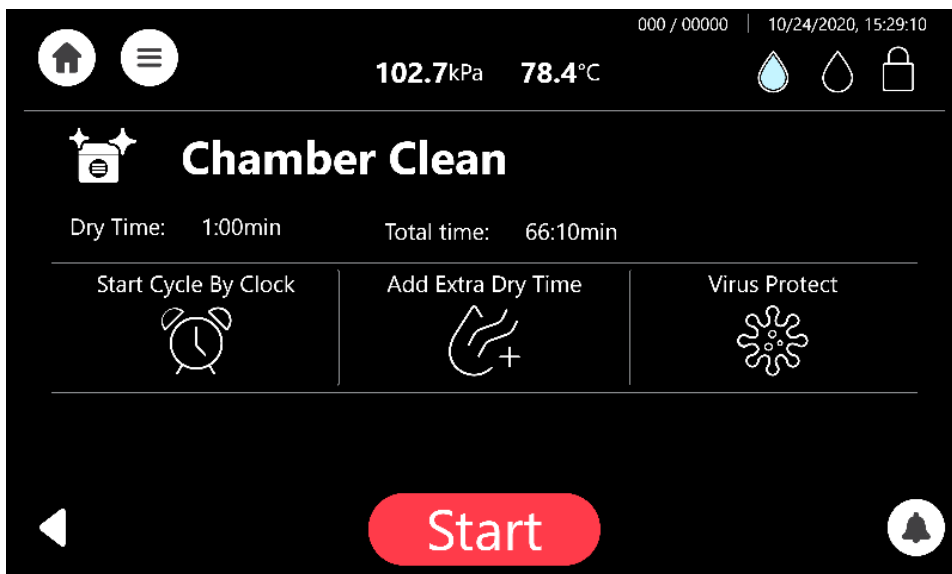 000 / 00000 | 10/24/2020, 15:29:10
102.7kPa 78.4°C
Chamber Clean
Dry Time: 1:00min Total time: 66:10min
Start Cycle By Clock Add Extra Dry Time Virus Protect
Start